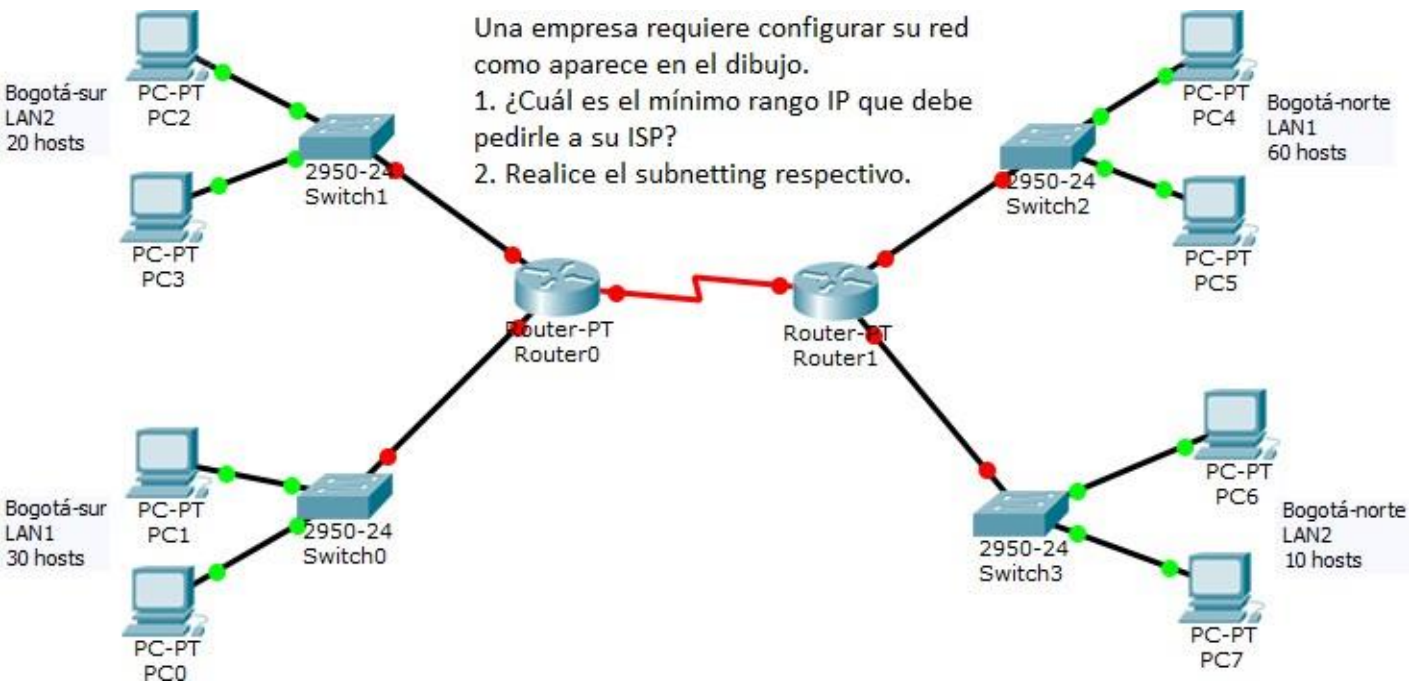 Una empresa requiere configurar su red
como aparece en el dibujo.
1. ¿Cuál es el mínimo rango IP que debe
pedirle a su ISP?
2. Realice el subnetting respectivo.
Bogotá-sur
LAN2
20 hosts
PC-PT
PC2
PC-PT
PC3
2950-24
Switch1
Router-PT
Router0
Bogotá-sur
LAN1
30 hosts
PC-PT
PC1
PC-PT
PC0
2950-24
Switch0
PC-PT
PC4
Bogotá-norte
LAN1
60 hosts
2950-24
Switch2
PC-PT
PC5
Router-PT
Router1
PC-PT
PC6
Bogotá-norte
LAN2
10 hosts
2950-24
Switch3
PC-PT
PC7